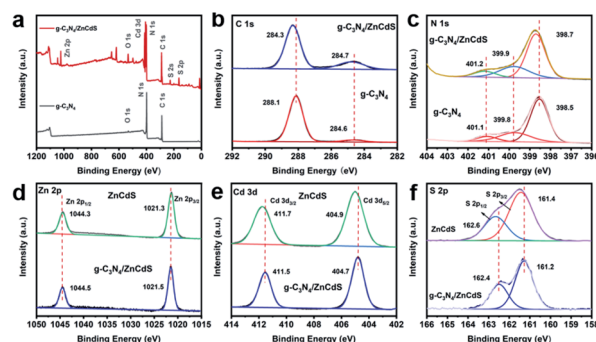 a
g-C₃N₄/ZnCdS
Zn 2p
O 1s
Cd 3d
N 1s
C 1s
S 2s
S 2p
g-C₃N₄
O 1s
N 1s
C 1s
Intensity (a.u.)
1200 1000 800 600 400 200 0
Binding Energy (eV)
b
C 1s
g-C₃N₄/ZnCdS
284.3
284.7
g-C₃N₄
288.1
284.6
Intensity (a.u.)
292 290 288 286 284 282
Binding Energy (eV)
c
N 1s
398.7
g-C₃N₄/ZnCdS
399.9
401.2
g-C₃N₄
398.5
399.8
401.1
Intensity (a.u.)
404 402 400 398 396 394 390
Binding Energy (eV)
d
Zn 2p
ZnCdS
Zn 2p₁/₂
Zn 2p₃/₂
1044.3
1021.3
g-C₃N₄/ZnCdS
1044.5
1021.5
Intensity (a.u.)
1050 1045 1040 1035 1030 1025 1020 1015
Binding Energy (eV)
e
Cd 3d
ZnCdS
Cd 3d₃/₂
Cd 3d₅/₂
411.7
404.9
411.5
404.7
g-C₃N₄/ZnCdS
Intensity (a.u.)
414 412 410 408 406 404 402
Binding Energy (eV)
f
S 2p
S 2p₃/₂
S 2p₁/₂
161.4
ZnCdS
162.6
161.2
162.4
g-C₃N₄/ZnCdS
Intensity (a.u.)
166 165 164 163 162 161 160 159 158
Binding Energy (eV)